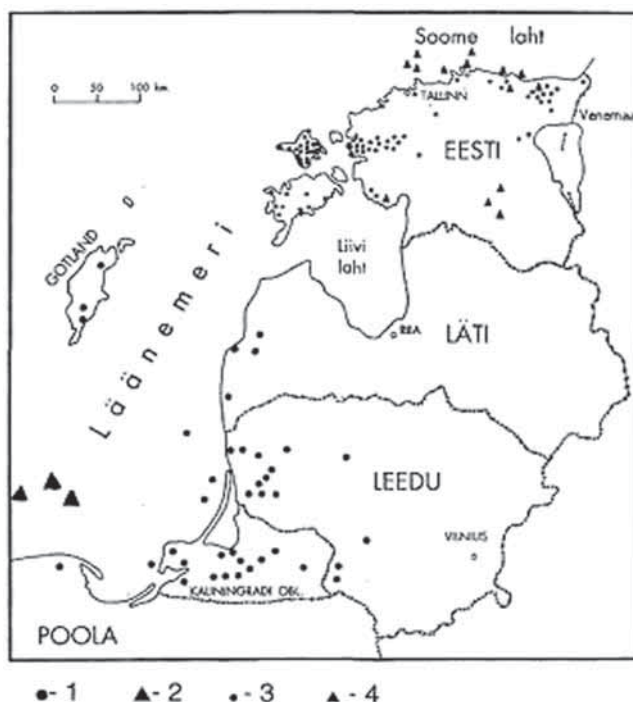 Soome laht
0 50 100 km
TALLINN
Venemaa
EESTI
GOTLAND
Liivi
laht
Läänemeri
RIIA
LÄTI
LEEDU
VILNIUS
KALININGRADI OBL.
POOLA
- 1 - 2 - 3 - 4